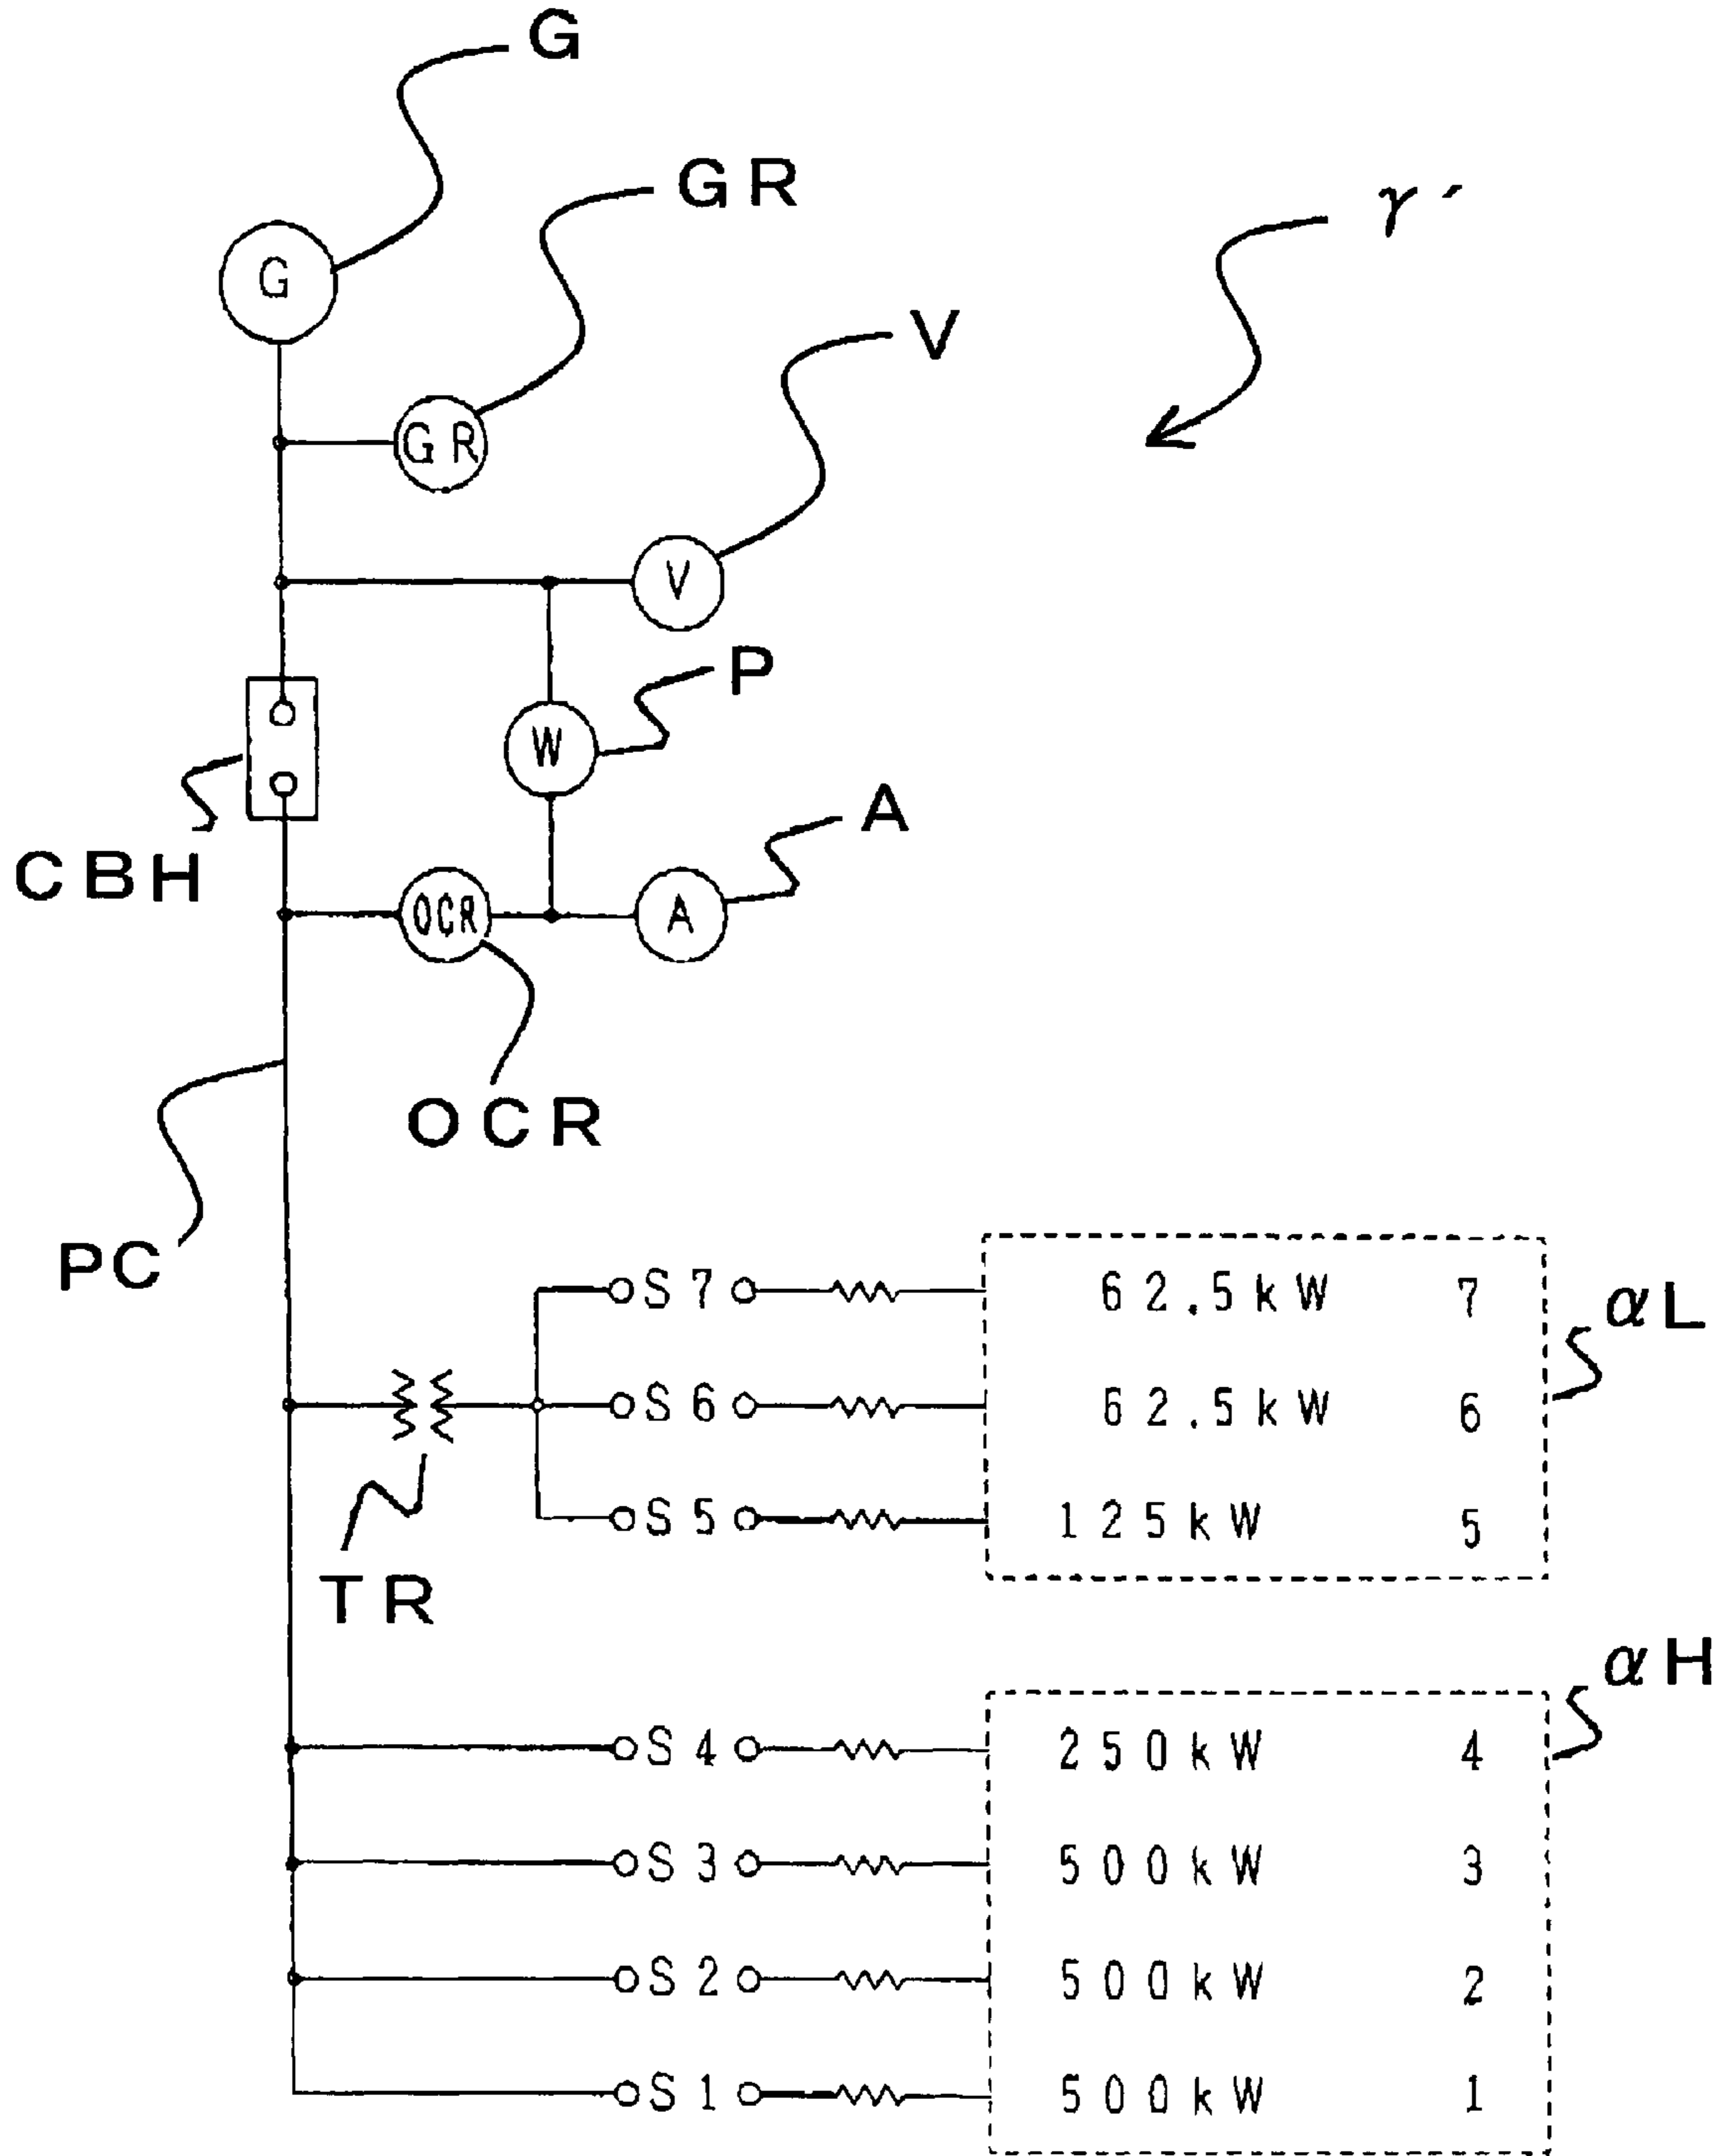 G
GR
γ′
G
V
GR
V
P
W
A
CBH
OCR
A
OCR
PC
S7 62.5kW 7
αL
S6 62.5kW 6
S5 125kW 5
TR
αH
S4 250kW 4
S3 500kW 3
S2 500kW 2
S1 500kW 1